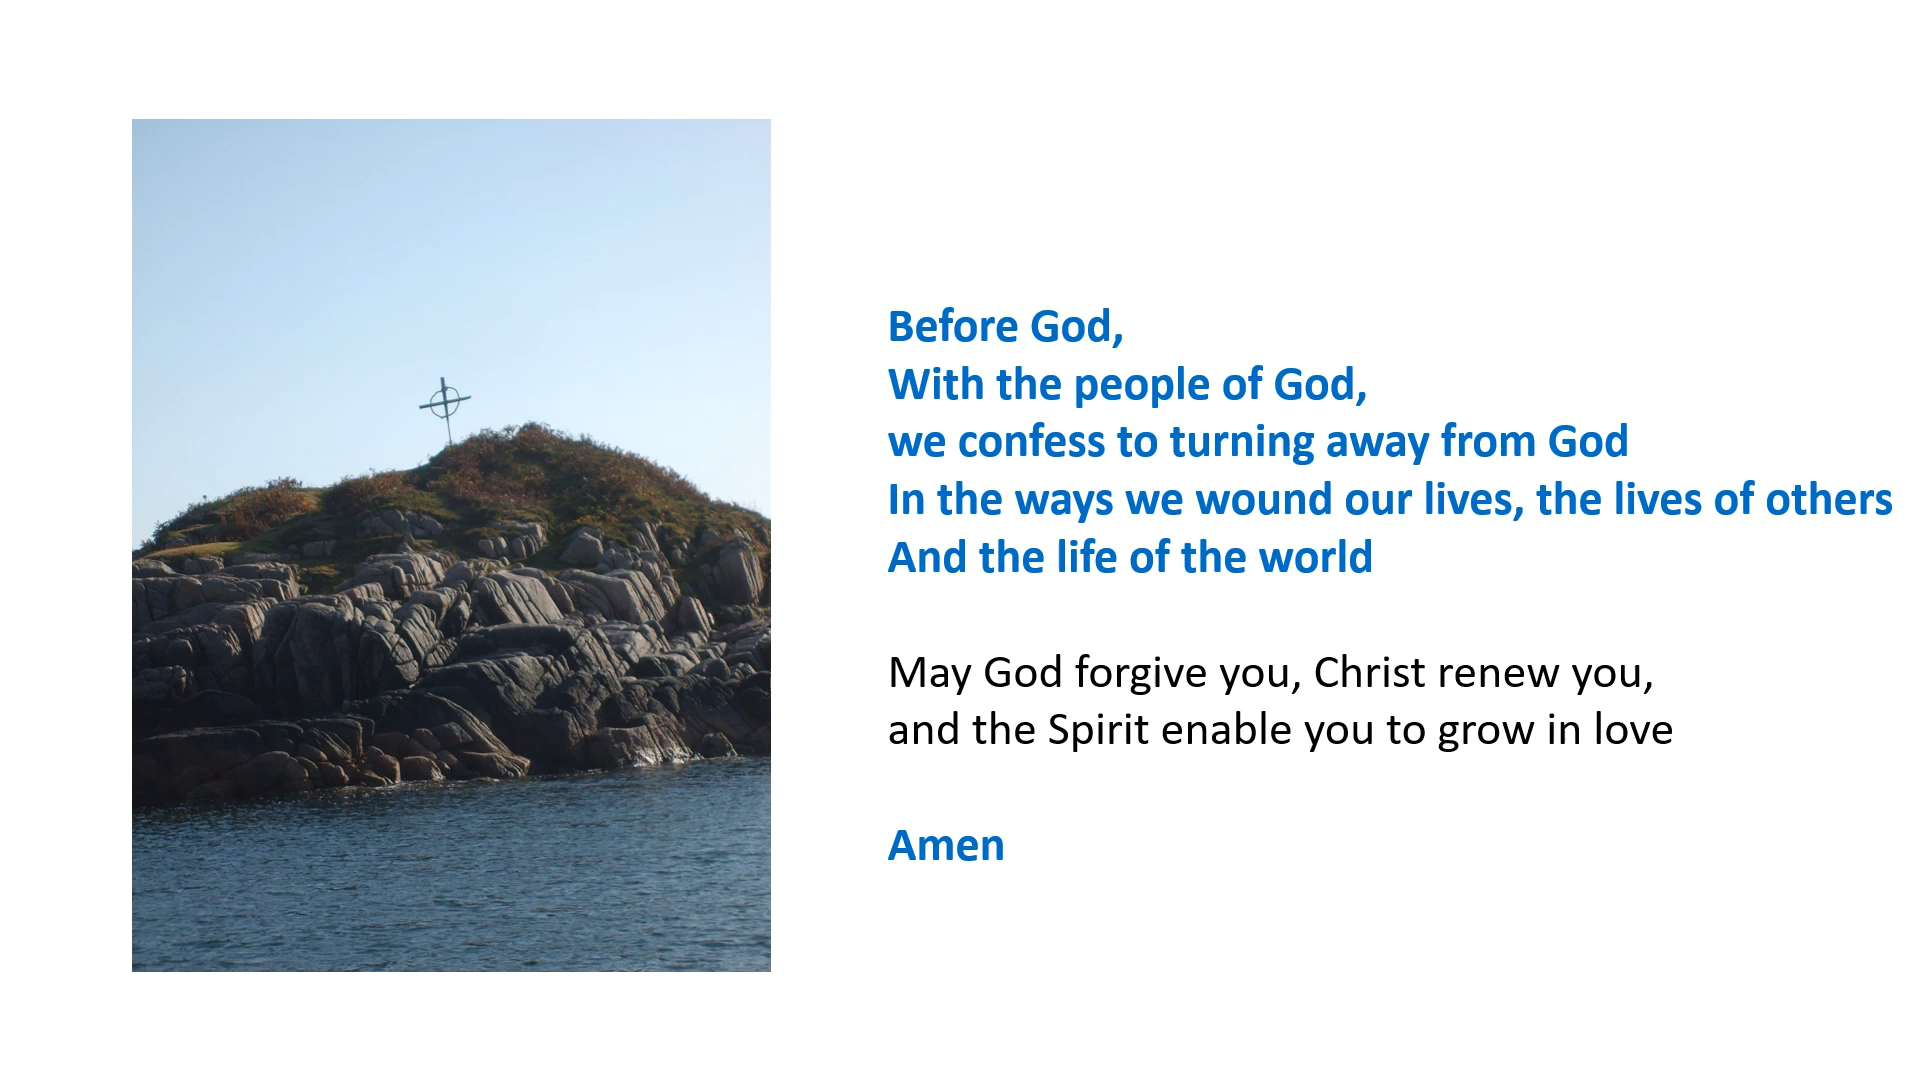 Before God,
With the people of God,
we confess to turning away from God
In the ways we wound our lives, the lives of others
And the life of the world
May God forgive you, Christ renew you,
and the Spirit enable you to grow in love
Amen